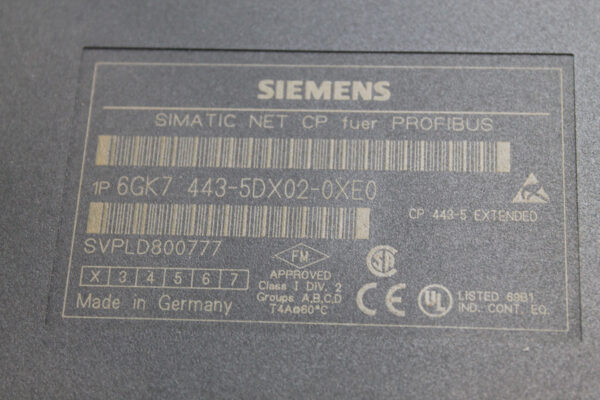 SIEMENS
SIMATIC NET CP fuer PROFIBUS
1P 6GK7 443-5DX02-0XE0
CP 443-5 EXTENDED
SVPLD800777
X 3 4 5 6 7
Made in Germany
FM
APPROVED
Class I DIV. 2
Groups A,B,C,D
T4A@60°C
SA
CE
UL
LISTED 69B1
IND. CONT. EQ.